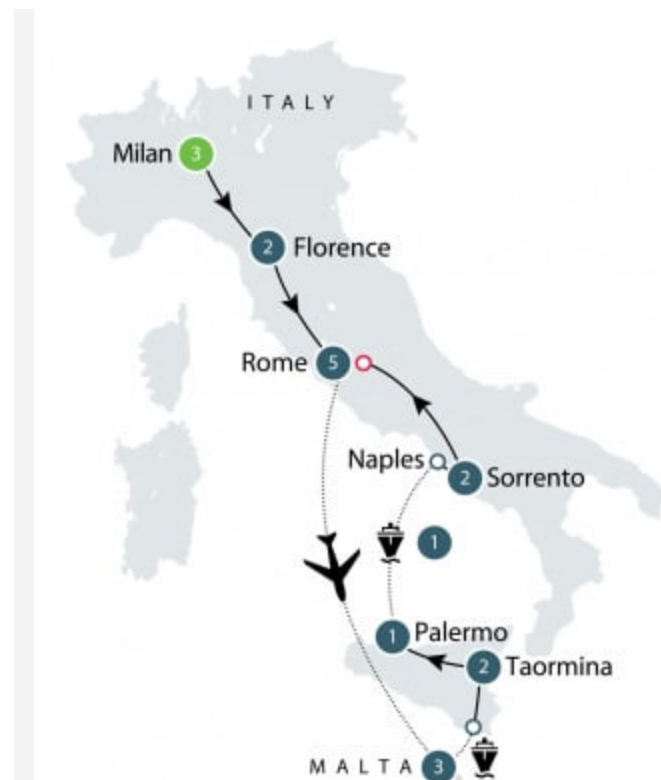 ITALY
Milan 3
2 Florence
Rome 5
Naples
2 Sorrento
1
1 Palermo
2 Taormina
MALTA 3